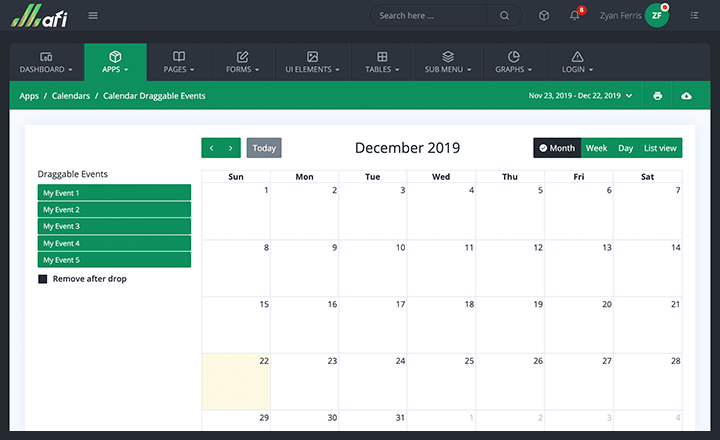 afi
Search here ...
8
Zyan Ferris
ZF
DASHBOARD
APPS
PAGES
FORMS
UI ELEMENTS
TABLES
SUB MENU
GRAPHS
LOGIN
Apps / Calendars / Calendar Draggable Events
Nov 23, 2019 - Dec 22, 2019
Today
December 2019
Month
Week
Day
List view
Draggable Events
My Event 1
My Event 2
My Event 3
My Event 4
My Event 5
Remove after drop
Sun Mon Tue Wed Thu Fri Sat
1 2 3 4 5 6 7
8 9 10 11 12 13 14
15 16 17 18 19 20 21
22 23 24 25 26 27 28
29 30 31 1 2 3 4